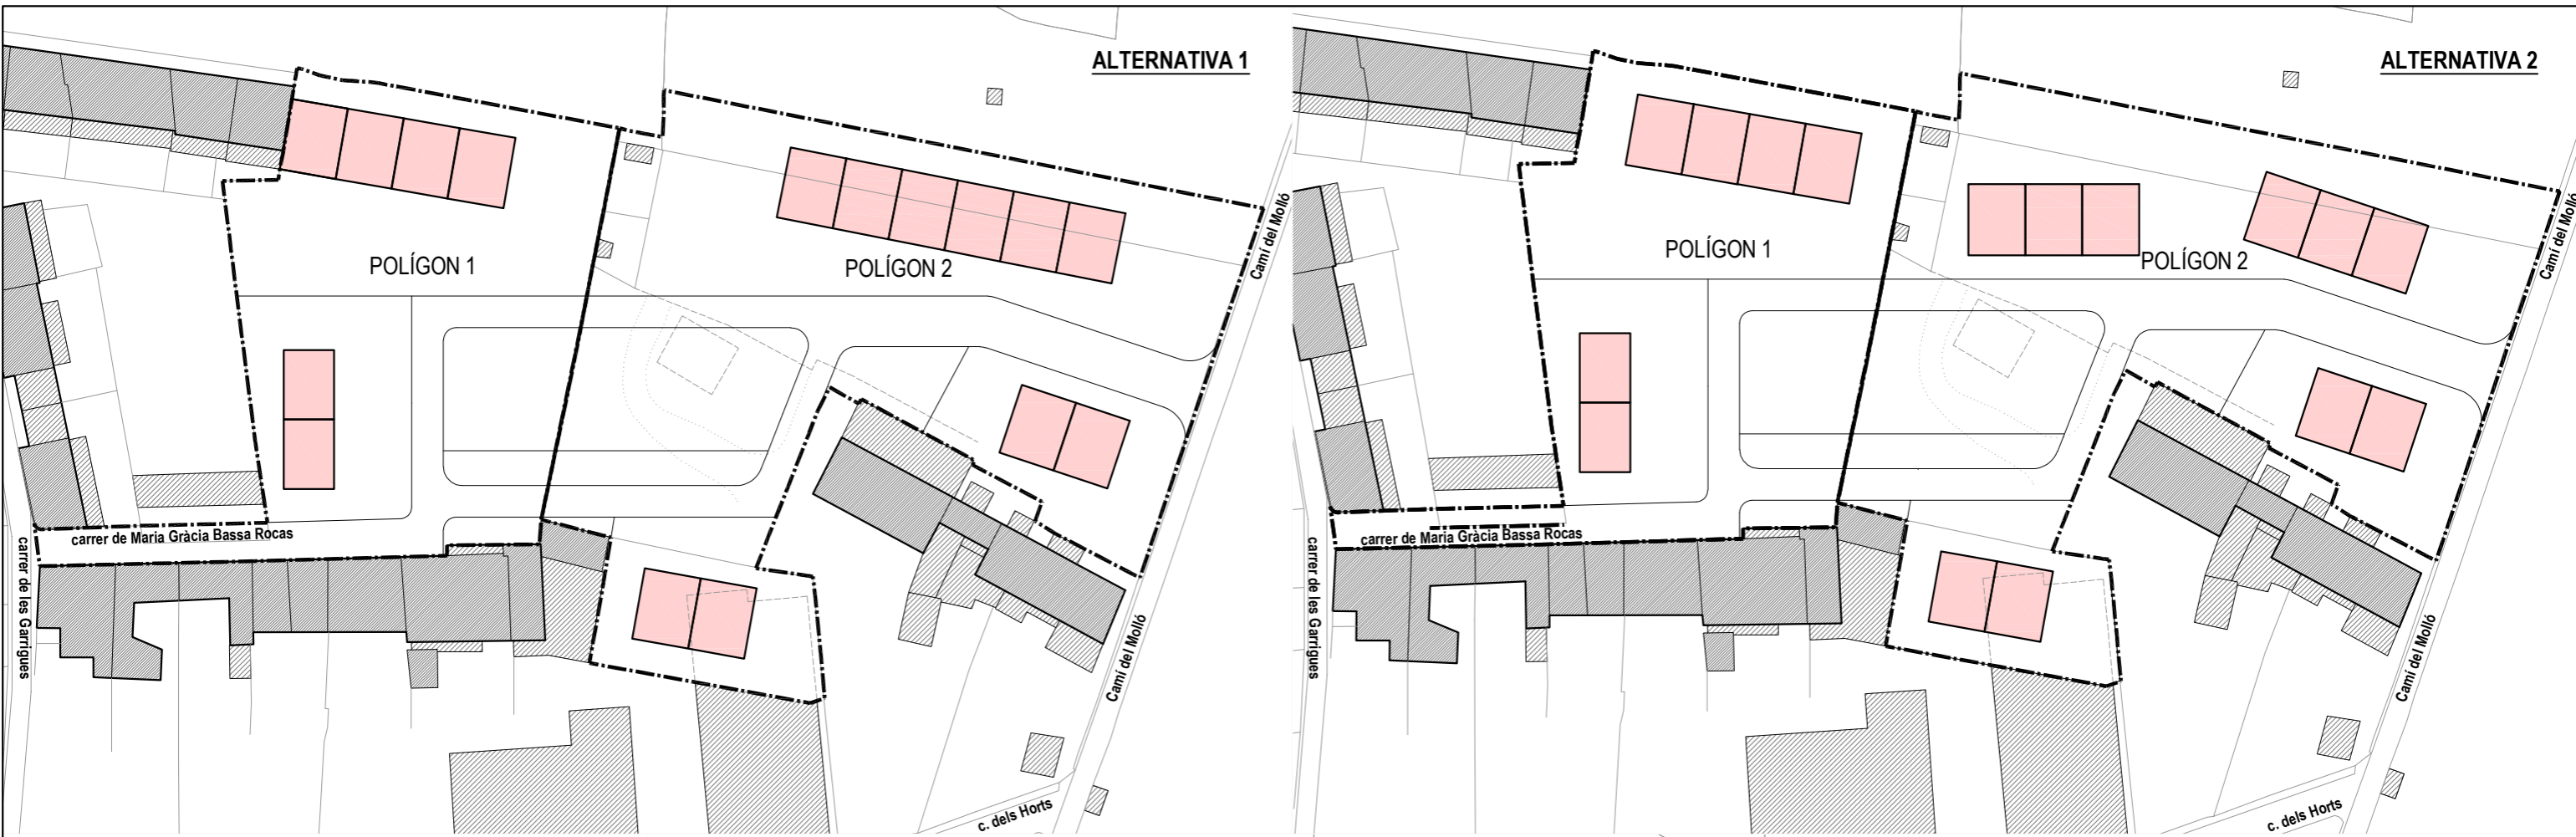 ALTERNATIVA 1
POLÍGON 1
POLÍGON 2
Camí del Molló
carrer de Maria Gràcia Bassa Rocas
carrer de les Garrigues
Camí del Molló
c. dels Horts
ALTERNATIVA 2
POLÍGON 1
POLÍGON 2
Camí del Molló
carrer de Maria Gràcia Bassa Rocas
carrer de les Garrigues
Camí del Molló
c. dels Horts